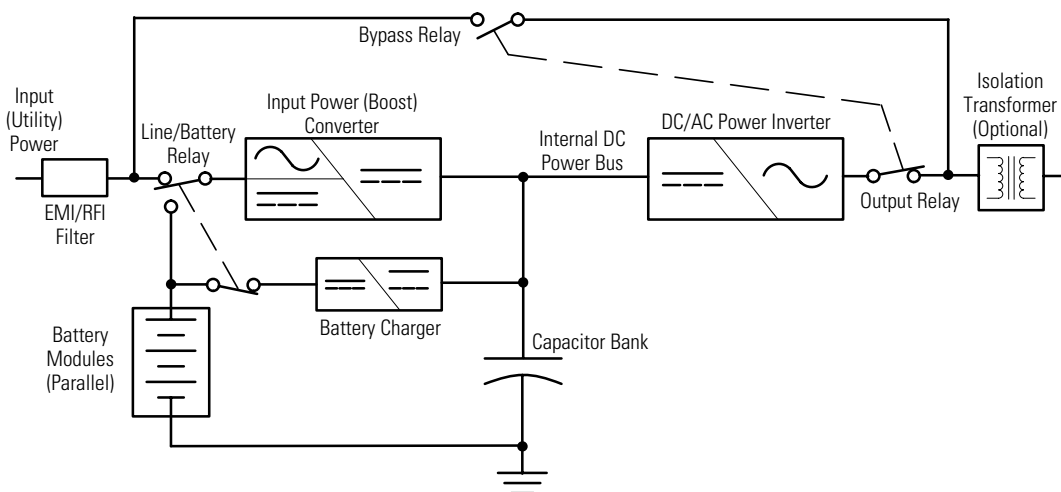 Bypass Relay
Input
(Utility)
Power
Line/Battery
Relay
Input Power (Boost)
Converter
Internal DC
Power Bus
DC/AC Power Inverter
Isolation
Transformer
(Optional)
EMI/RFI
Filter
Output Relay
Battery Charger
Battery
Modules
(Parallel)
Capacitor Bank